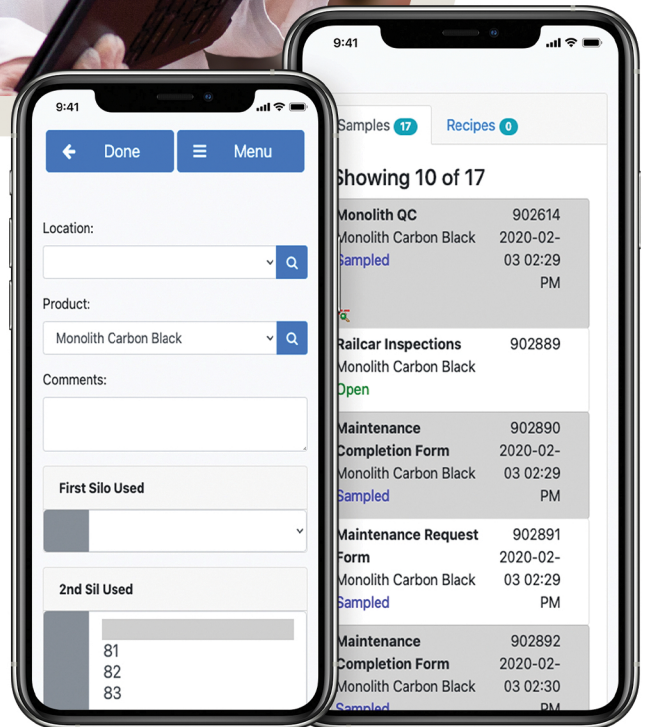 9:41
Done
Menu
Location:
Product:
Monolith Carbon Black
Comments:
First Silo Used
2nd Sil Used
81
82
83
9:41
Samples 17
Recipes 0
Showing 10 of 17
Monolith QC 902614
Monolith Carbon Black 2020-02-
Sampled 03 02:29
PM
Railcar Inspections 902889
Monolith Carbon Black
Open
Maintenance 902890
Completion Form 2020-02-
Monolith Carbon Black 03 02:29
Sampled PM
Maintenance Request 902891
Form 2020-02-
Monolith Carbon Black 03 02:29
Sampled PM
Maintenance 902892
Completion Form 2020-02-
Monolith Carbon Black 03 02:30
Sampled PM